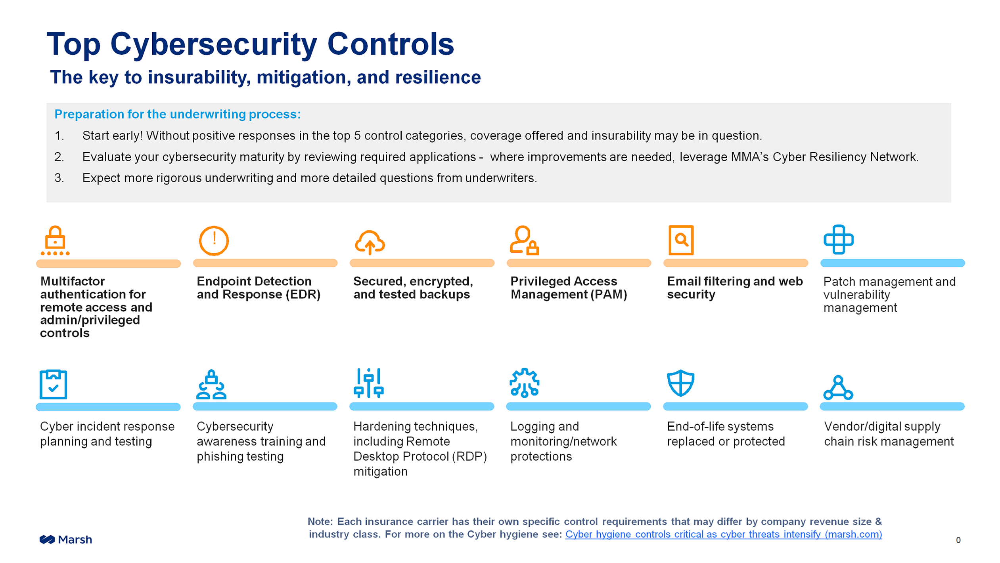 Top Cybersecurity Controls
The key to insurability, mitigation, and resilience
Preparation for the underwriting process:
1. Start early! Without positive responses in the top 5 control categories, coverage offered and insurability may be in question.
2. Evaluate your cybersecurity maturity by reviewing required applications - where improvements are needed, leverage MMA’s Cyber Resiliency Network.
3. Expect more rigorous underwriting and more detailed questions from underwriters.
Multifactor
authentication for
remote access and
admin/privileged
controls
Endpoint Detection
and Response (EDR)
Secured, encrypted,
and tested backups
Privileged Access
Management (PAM)
Email filtering and web
security
Patch management and
vulnerability
management
Cyber incident response
planning and testing
Cybersecurity
awareness training and
phishing testing
Hardening techniques,
including Remote
Desktop Protocol (RDP)
mitigation
Logging and
monitoring/network
protections
End-of-life systems
replaced or protected
Vendor/digital supply
chain risk management
Note: Each insurance carrier has their own specific control requirements that may differ by company revenue size &
industry class. For more on the Cyber hygiene see: Cyber hygiene controls critical as cyber threats intensify (marsh.com)
Marsh
0